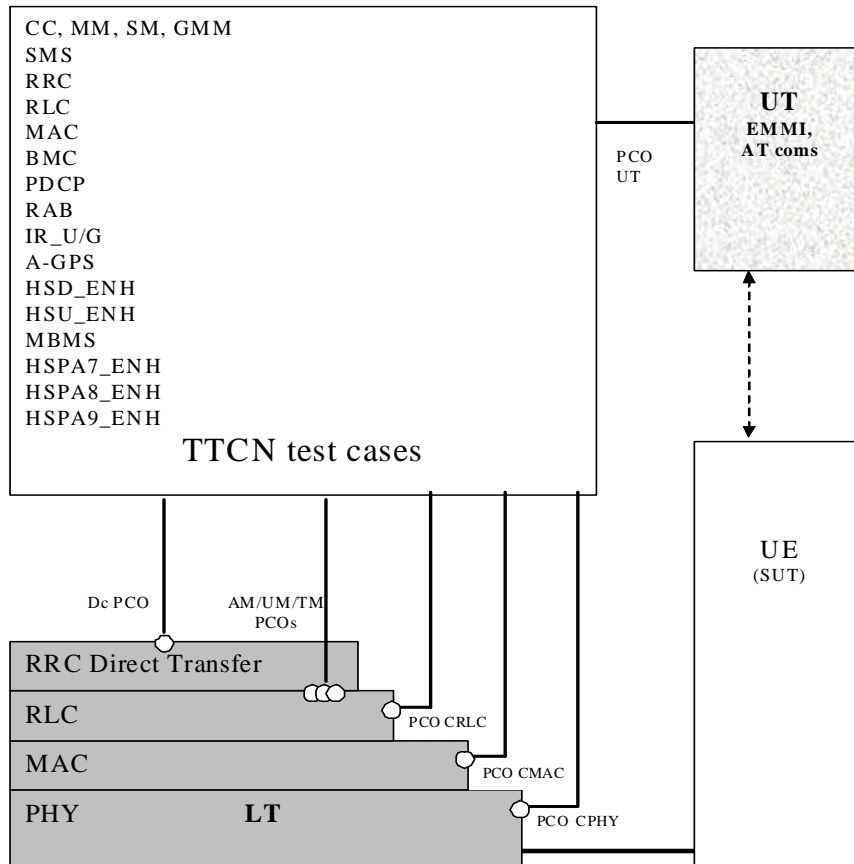 CC, MM, SM, GMM
SMS
RRC
RLC
MAC
BMC
PDCP
RAB
IR_U/G
A-GPS
HSD_ENH
HSU_ENH
MBMS
HSPA7_ENH
HSPA8_ENH
HSPA9_ENH
TTCN test cases
PCO
UT
UT
EMMI,
AT coms
UE
(SUT)
Dc PCO
AM/UM/TM
PCOs
RRC Direct Transfer
RLC
PCO CRLC
MAC
PCO CMAC
PHY
LT
PCO CPHY